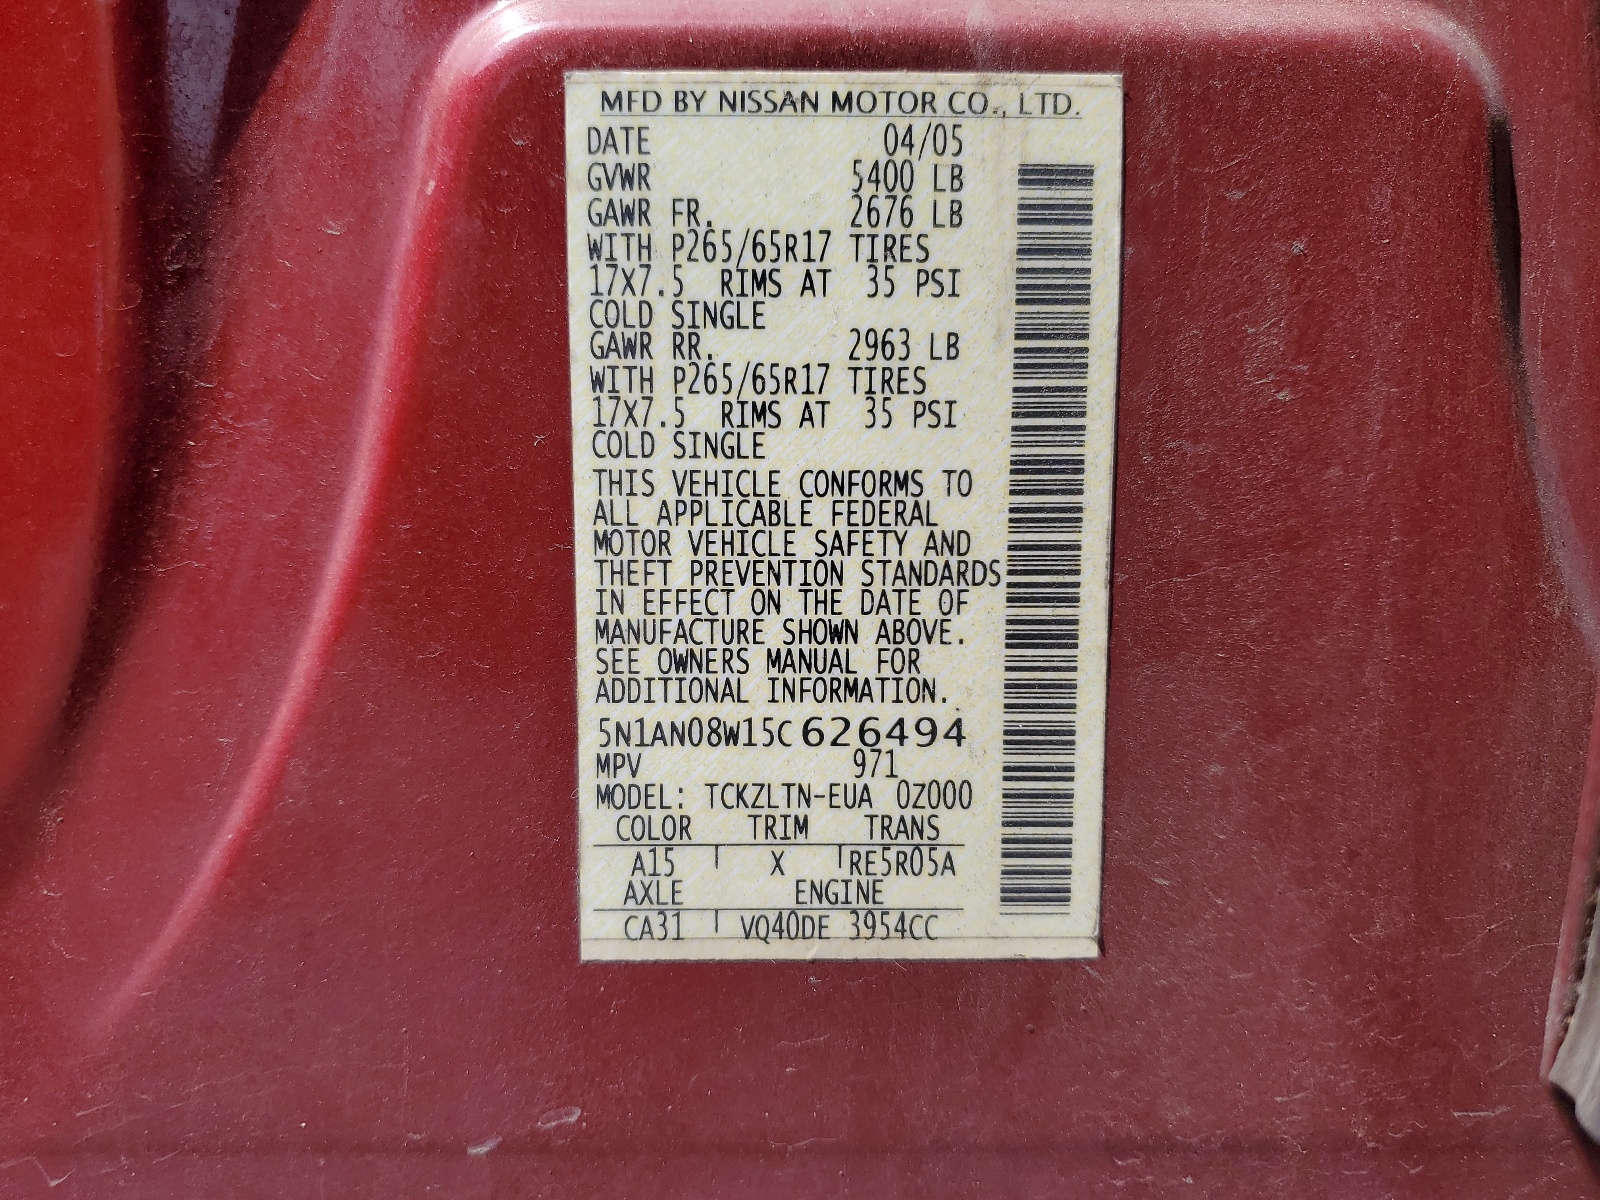 MFD BY NISSAN MOTOR CO., LTD.
DATE 04/05
GVWR 5400 LB
GAWR FR. 2676 LB
WITH P265/65R17 TIRES
17X7.5 RIMS AT 35 PSI
COLD SINGLE
GAWR RR. 2963 LB
WITH P265/65R17 TIRES
17X7.5 RIMS AT 35 PSI
COLD SINGLE
THIS VEHICLE CONFORMS TO
ALL APPLICABLE FEDERAL
MOTOR VEHICLE SAFETY AND
THEFT PREVENTION STANDARDS
IN EFFECT ON THE DATE OF
MANUFACTURE SHOWN ABOVE.
SEE OWNERS MANUAL FOR
ADDITIONAL INFORMATION.
5N1AN08W15C626494
MPV 971
MODEL: TCKZLTN-EUA 0Z000
COLOR TRIM TRANS
A15 X RE5R05A
AXLE ENGINE
CA31 VQ40DE 3954CC